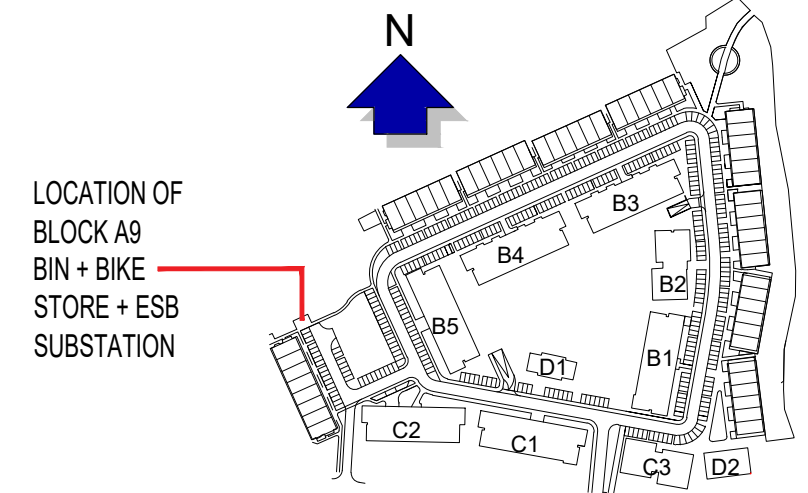 N
LOCATION OF
BLOCK A9
BIN + BIKE
STORE + ESB
SUBSTATION
B3
B4
B2
B5
D1
B1
C2
C1
C3
D2